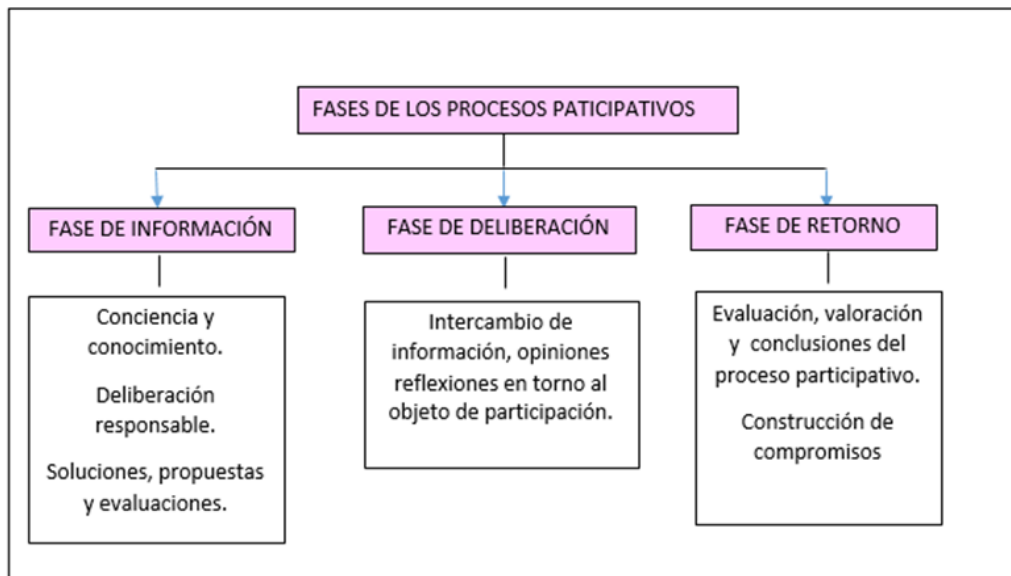 FASES DE LOS PROCESOS PATICIPATIVOS
FASE DE INFORMACIÓN
Conciencia y
conocimiento.
Deliberación
responsable.
Soluciones, propuestas
y evaluaciones.
FASE DE DELIBERACIÓN
Intercambio de
información, opiniones
reflexiones en torno al
objeto de participación.
FASE DE RETORNO
Evaluación, valoración
y conclusiones del
proceso participativo.
Construcción de
compromisos